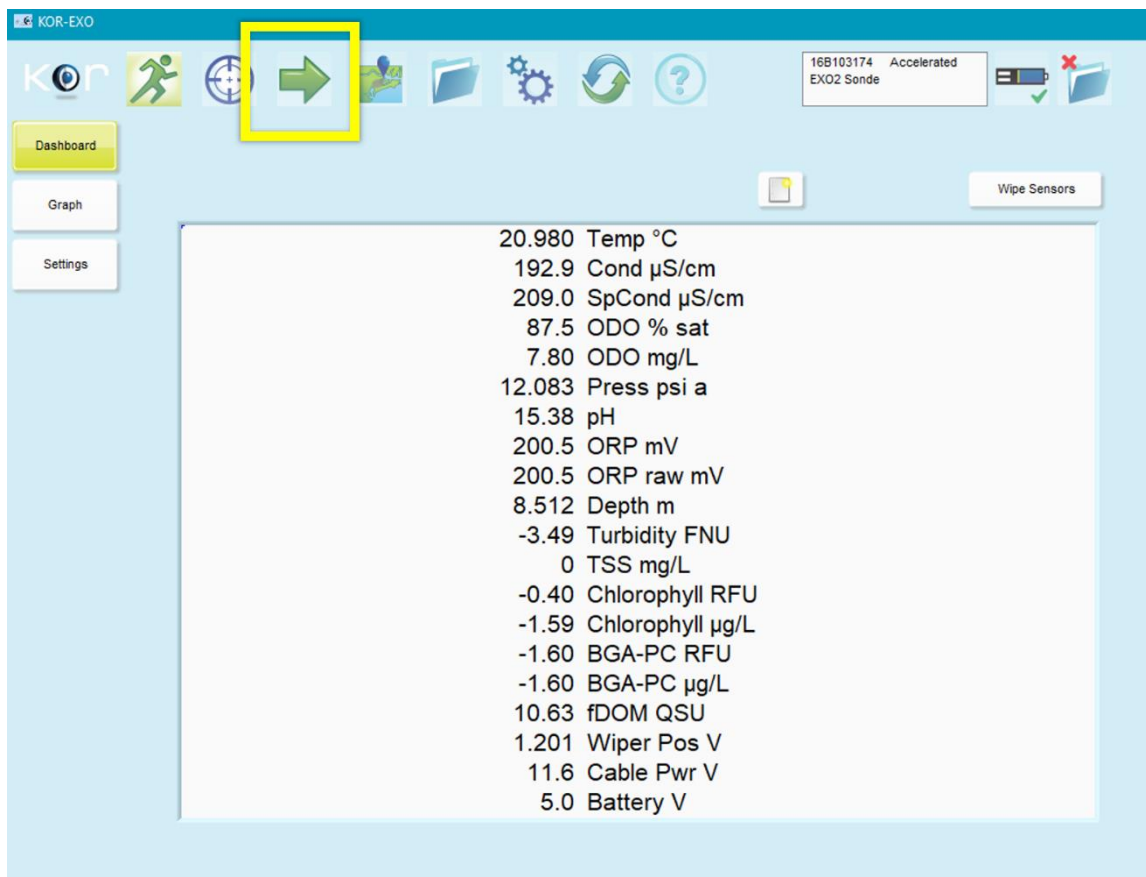 KOR-EXO
KOr
16B103174 Accelerated
EXO2 Sonde
Dashboard
Graph
Settings
Wipe Sensors
20.980 Temp °C
192.9 Cond µS/cm
209.0 SpCond µS/cm
87.5 ODO % sat
7.80 ODO mg/L
12.083 Press psi a
15.38 pH
200.5 ORP mV
200.5 ORP raw mV
8.512 Depth m
-3.49 Turbidity FNU
0 TSS mg/L
-0.40 Chlorophyll RFU
-1.59 Chlorophyll µg/L
-1.60 BGA-PC RFU
-1.60 BGA-PC µg/L
10.63 fDOM QSU
1.201 Wiper Pos V
11.6 Cable Pwr V
5.0 Battery V